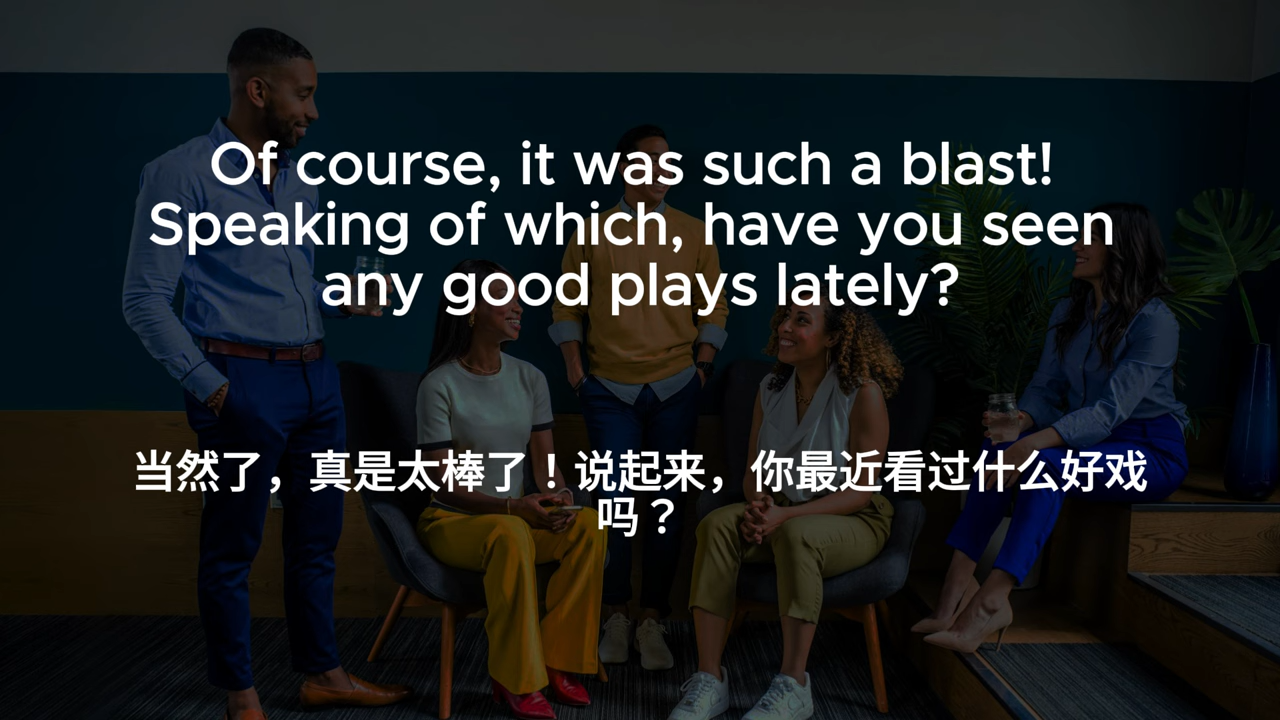 Of course, it was such a blast!
Speaking of which, have you seen
any good plays lately?
当然了，真是太棒了！说起来，你最近看过什么好戏
吗？